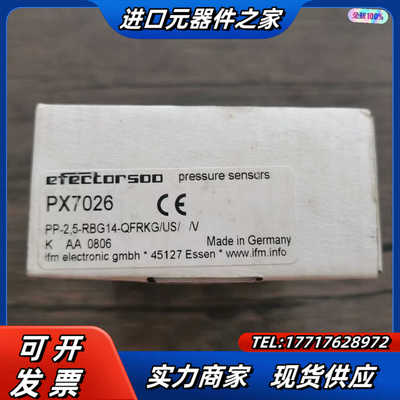 进口元器件之家
全新100%
efector500 pressure sensors
PX7026 CE
PP-2,5-RBG14-QFRKG/US/ /V
K AA 0806 Made in Germany
ifm electronic gmbh * 45127 Essen * www.ifm.info
TEL:17717628972
可开
发票
实力商家 现货供应